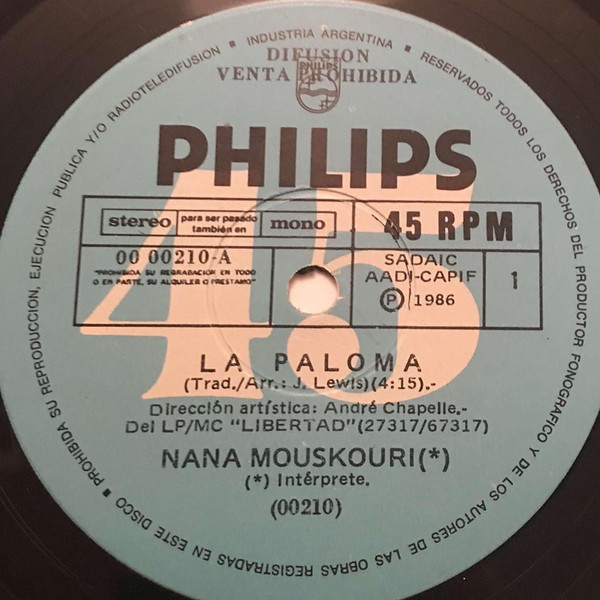 PROHIBIDA SU REPRODUCCION, EJECUCION PUBLICA Y/O RADIOTELEDIFUSION ▪ INDUSTRIA ARGENTINA ▪ RESERVADOS TODOS LOS DERECHOS DEL PRODUCTOR FONOGRAFICO Y DE LOS AUTORES DE LAS OBRAS REGISTRADAS EN ESTE DISCO ▪
DIFUSION
VENTA PROHIBIDA
PHILIPS
PHILIPS
45
stereo
para ser pasado
también en
mono
45 RPM
00 00210-A
"PROHIBIDA SU REGRABACION EN TODO
O EN PARTE, SU ALQUILER O PRESTAMO"
SADAIC
AADI-CAPIF
Ⓟ 1986
1
LA PALOMA
(Trad./Arr.: J. Lewis)(4:15).-
Dirección artística: André Chapelle.-
Del LP/MC "LIBERTAD"(27317/67317)
NANA MOUSKOURI(*)
(*) Intérprete.
(00210)